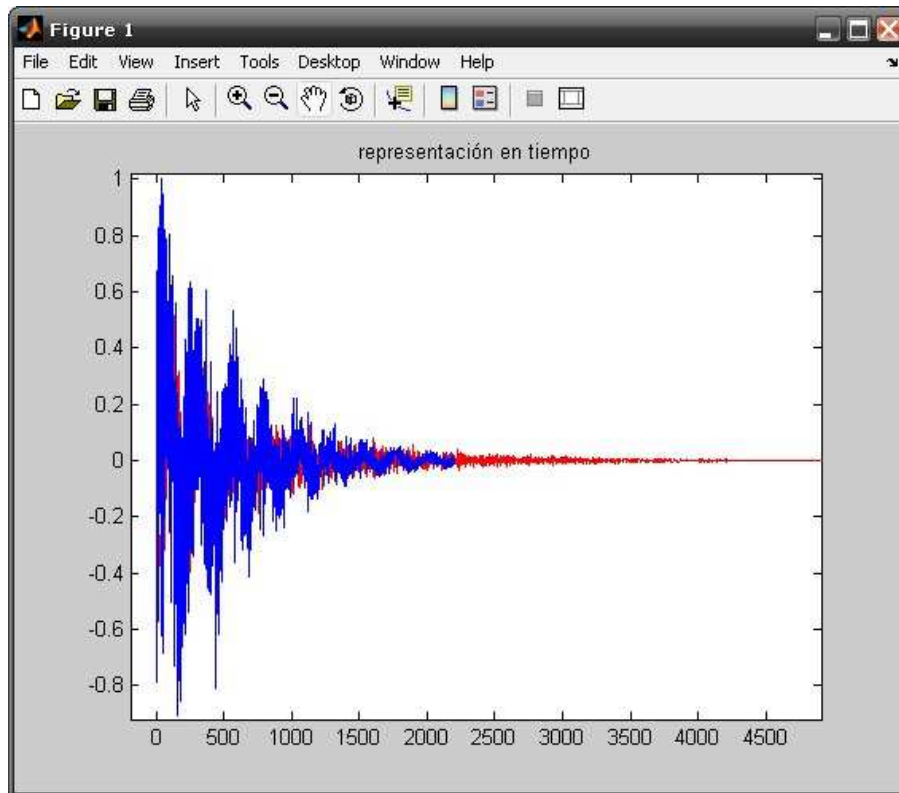 Figure 1
File Edit View Insert Tools Desktop Window Help
representación en tiempo
1
0.8
0.6
0.4
0.2
0
-0.2
-0.4
-0.6
-0.8
0 500 1000 1500 2000 2500 3000 3500 4000 4500